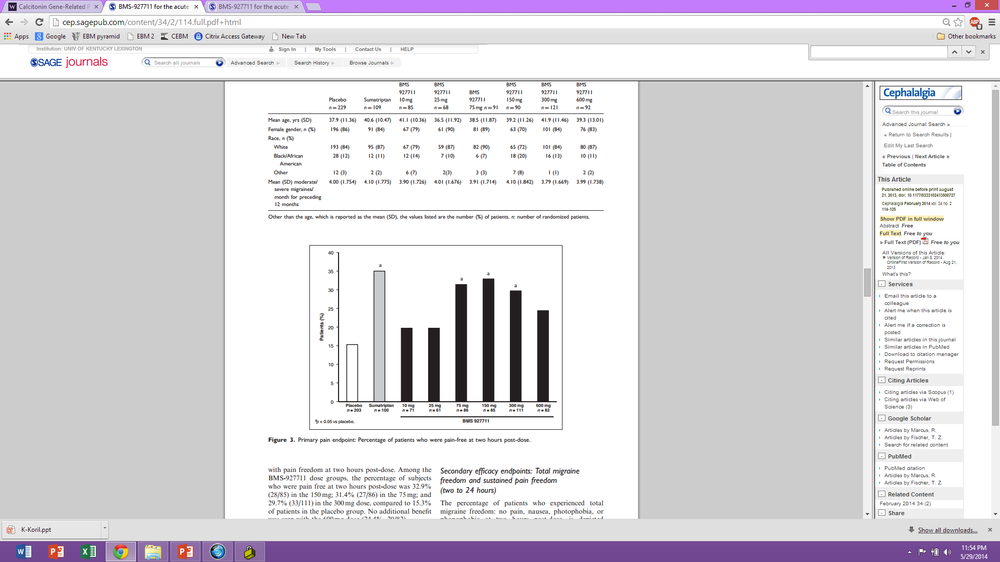 Calcitonin Gene-Related P
BMS-927711 for the acute
BMS-927711 for the acute
cep.sagepub.com/content/34/2/114.full.pdf+html
ABP
8
Apps Google EBM pyramid EBM 2 CEBM Citrix Access Gateway New Tab Other bookmarks
Institution: UNIV OF KENTUCKY LEXINGTON
Sign In | My Tools | Contact Us | HELP
SAGE journals
Search all journals Advanced Search Search History Browse Journals
BMS BMS BMS BMS BMS
927711 927711 BMS 927711 927711 927711
Placebo Sumatriptan 10 mg 25 mg 927711 150 mg 300 mg 600 mg
n = 229 n = 109 n = 85 n = 68 75 mg n = 91 n = 90 n = 121 n = 92
Mean age, yrs (SD) 37.9 (11.36) 40.6 (10.47) 41.1 (10.36) 36.5 (11.92) 38.5 (11.87) 39.2 (11.26) 41.9 (11.46) 39.3 (13.01)
Female gender, n (%) 196 (86) 91 (84) 67 (79) 61 (90) 81 (89) 63 (70) 101 (84) 76 (83)
Race, n (%)
White 193 (84) 95 (87) 67 (79) 59 (87) 82 (90) 65 (72) 101 (84) 80 (87)
Black/African 28 (12) 12 (11) 12 (14) 7 (10) 6 (7) 18 (20) 16 (13) 10 (11)
American
Other 12 (3) 2 (2) 6 (7) 2(3) 3 (3) 7 (8) 1 (1) 2 (2)
Mean (SD) moderate/ 4.00 (1.754) 4.10 (1.775) 3.90 (1.726) 4.01 (1.676) 3.91 (1.714) 4.10 (1.842) 3.79 (1.669) 3.99 (1.738)
severe migraines/
month for preceding
12 months
Other than the age, which is reported as the mean (SD), the values listed are the number (%) of patients. n: number of randomized patients.
40
35
30
25
20
15
10
5
0
Patients (%)
a
a
a
a
Placebo Sumatriptan 10 mg 25 mg 75 mg 150 mg 300 mg 600 mg
n = 203 n = 100 n = 71 n = 61 n = 86 n = 85 n = 111 n = 82
BMS 927711
ap < 0.05 vs placebo.
Figure 3. Primary pain endpoint: Percentage of patients who were pain-free at two hours post-dose.
with pain freedom at two hours post-dose. Among the
BMS-927711 dose groups, the percentage of subjects
who were pain free at two hours post-dose was 32.9%
(28/85) in the 150 mg; 31.4% (27/86) in the 75 mg; and
29.7% (33/111) in the 300 mg dose, compared to 15.3%
of patients in the placebo group. No additional benefit
was seen with the 600 mg dose (24.4%, 20/82)
Secondary efficacy endpoints: Total migraine
freedom and sustained pain freedom
(two to 24 hours)
The percentage of patients who experienced total
migraine freedom: no pain, nausea, photophobia, or
phonophobia at two hours post-dose is depicted
Cephalalgia
Search this journal
Advanced Journal Search »
« Return to Search Results |
Edit My Last Search
« Previous | Next Article »
Table of Contents
This Article
Published online before print August
21, 2013, doi: 10.1177/0333102413500727
Cephalalgia February 2014 vol. 34 no. 2
114-125
Show PDF in full window
Abstract Free
Full Text Free to you
» Full Text (PDF) Free to you
All Versions of this Article:
» Version of Record - Jan 8, 2014
OnlineFirst Version of Record - Aug 21,
2013
What's this?
- Services
Email this article to a
colleague
Alert me when this article is
cited
Alert me if a correction is
posted
Similar articles in this journal
Similar articles in PubMed
Download to citation manager
Request Permissions
Request Reprints
- Citing Articles
Citing articles via Scopus (1)
Citing articles via Web of
Science (3)
- Google Scholar
Articles by Marcus, R.
Articles by Fischer, T. Z.
Search for related content
- PubMed
PubMed citation
Articles by Marcus, R.
Articles by Fischer, T. Z.
- Related Content
February 2014 34 (2)
- Share
K-Koril.ppt
Show all downloads...
11:54 PM
5/29/2014